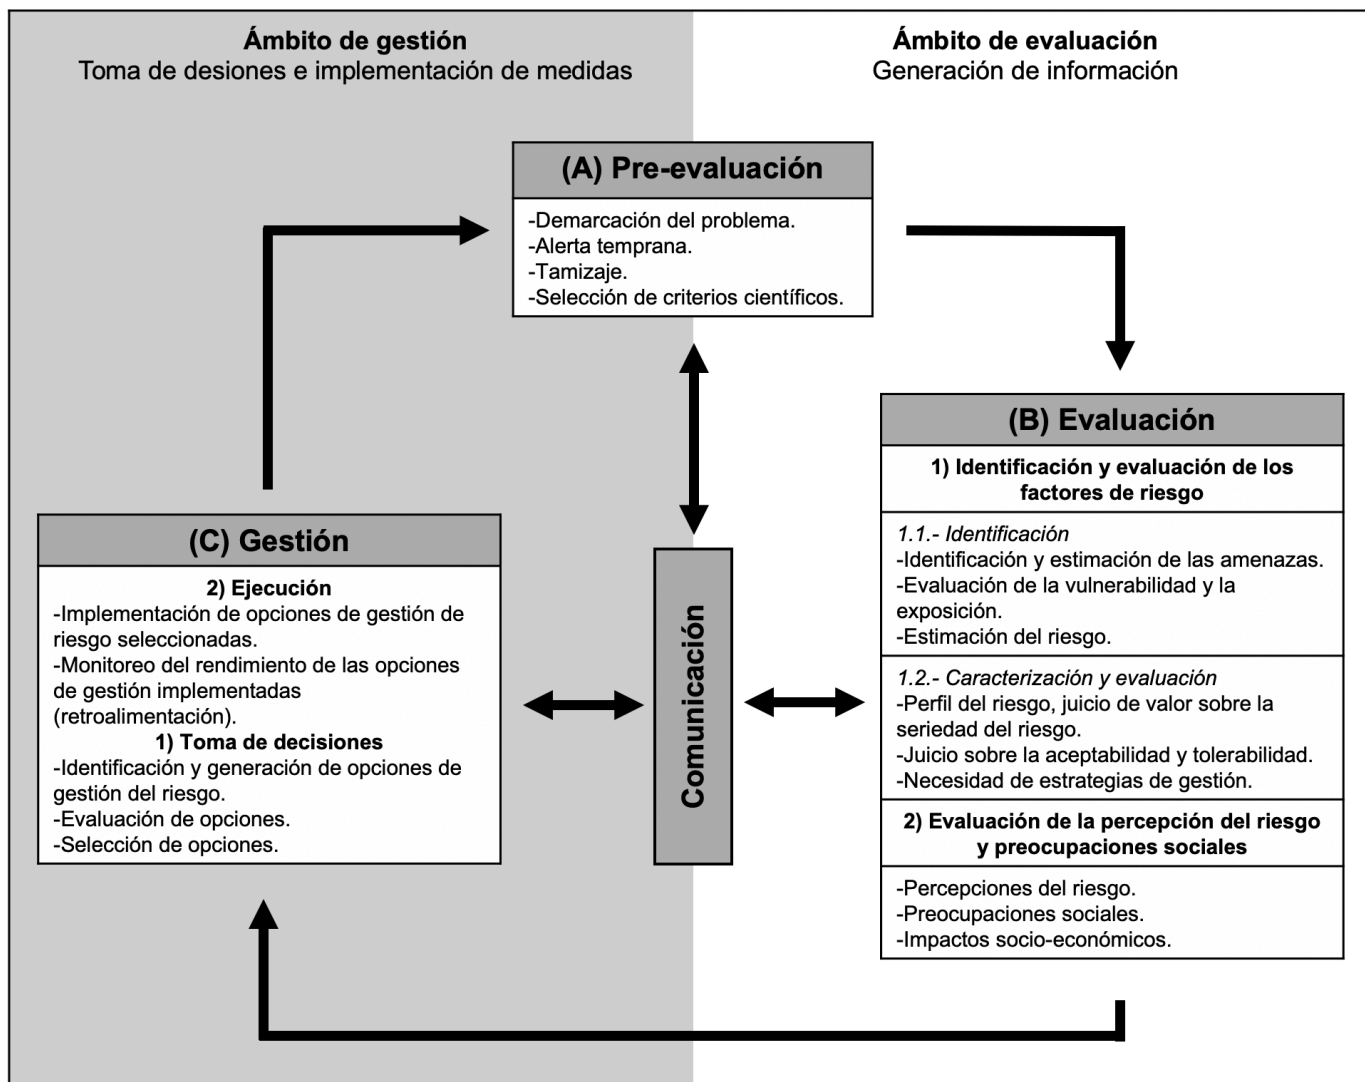 Ámbito de gestión
Toma de desiones e implementación de medidas
Ámbito de evaluación
Generación de información
(A) Pre-evaluación
-Demarcación del problema.
-Alerta temprana.
-Tamizaje.
-Selección de criterios científicos.
(B) Evaluación
1) Identificación y evaluación de los
factores de riesgo
1.1.- Identificación
-Identificación y estimación de las amenazas.
-Evaluación de la vulnerabilidad y la
exposición.
-Estimación del riesgo.
1.2.- Caracterización y evaluación
-Perfil del riesgo, juicio de valor sobre la
seriedad del riesgo.
-Juicio sobre la aceptabilidad y tolerabilidad.
-Necesidad de estrategias de gestión.
2) Evaluación de la percepción del riesgo
y preocupaciones sociales
-Percepciones del riesgo.
-Preocupaciones sociales.
-Impactos socio-económicos.
(C) Gestión
2) Ejecución
-Implementación de opciones de gestión de
riesgo seleccionadas.
-Monitoreo del rendimiento de las opciones
de gestión implementadas
(retroalimentación).
1) Toma de decisiones
-Identificación y generación de opciones de
gestión del riesgo.
-Evaluación de opciones.
-Selección de opciones.
Comunicación